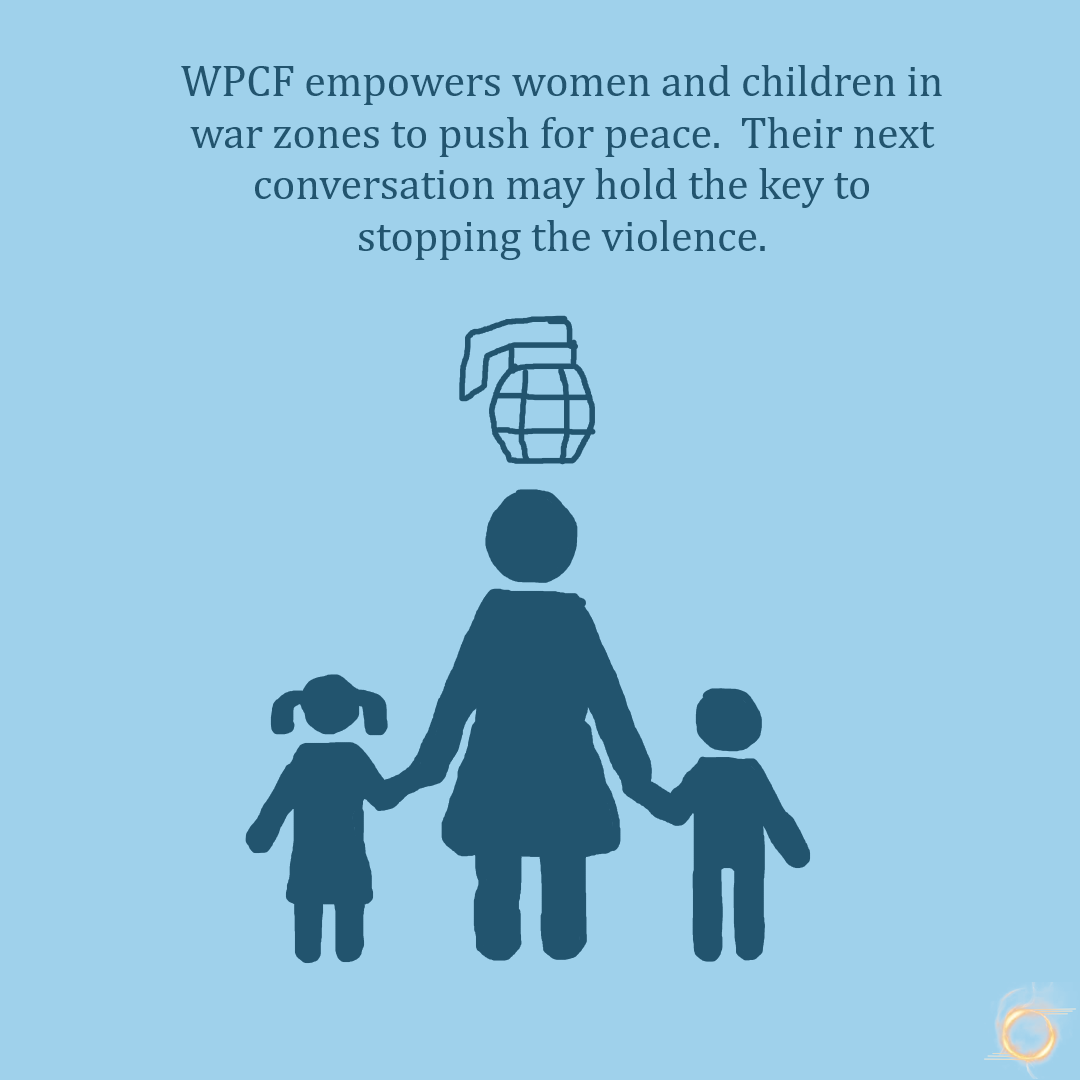 WPCF empowers women and children in
war zones to push for peace.  Their next
conversation may hold the key to
stopping the violence.